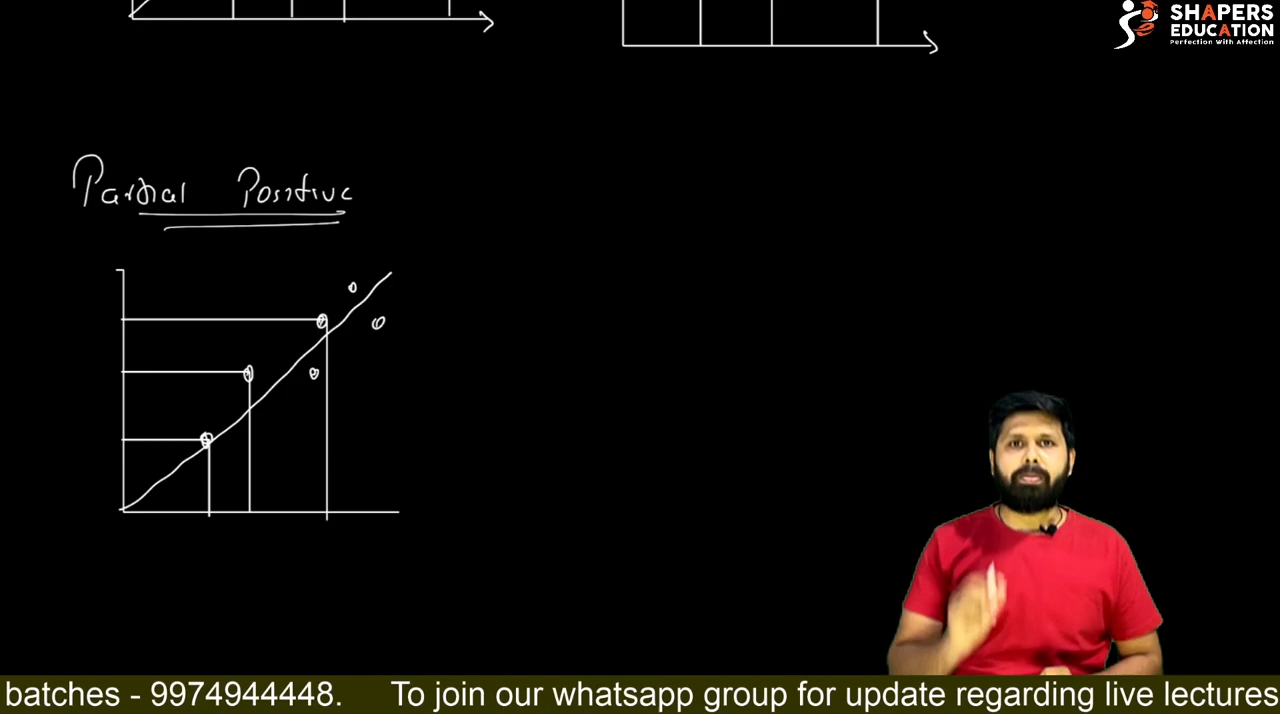 SHAPERS
EDUCATION
Perfection With Affection
Partial Positive
batches - 9974944448. To join our whatsapp group for update regarding live lectures